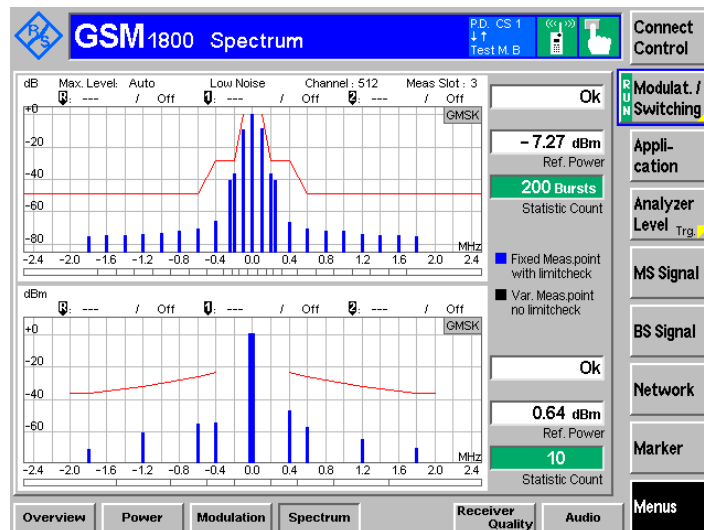 R/S
GSM 1800 Spectrum
P.D. CS 1
↓↑
Test M. B
Connect Control
dB Max. Level: Auto Low Noise Channel : 512 Meas Slot : 3
R: --- / Off 1: --- / Off 2: --- / Off
GMSK
+0
-20
-40
-60
-80
MHz
-2.4 -2.0 -1.6 -1.2 -0.8 -0.4 0.0 0.4 0.8 1.2 1.6 2.0 2.4
Ok
-7.27 dBm
Ref. Power
200 Bursts
Statistic Count
Fixed Meas.point
with limitcheck
Var. Meas.point
no limitcheck
dBm
R: --- / Off 1: --- / Off 2: --- / Off
GMSK
+0
-20
-40
-60
MHz
-2.4 -2.0 -1.6 -1.2 -0.8 -0.4 0.0 0.4 0.8 1.2 1.6 2.0 2.4
Ok
0.64 dBm
Ref. Power
10
Statistic Count
RUN
Modulat. /
Switching
Appli-
cation
Analyzer
Level Trg.
MS Signal
BS Signal
Network
Marker
Menus
Overview Power Modulation Spectrum Receiver Quality Audio